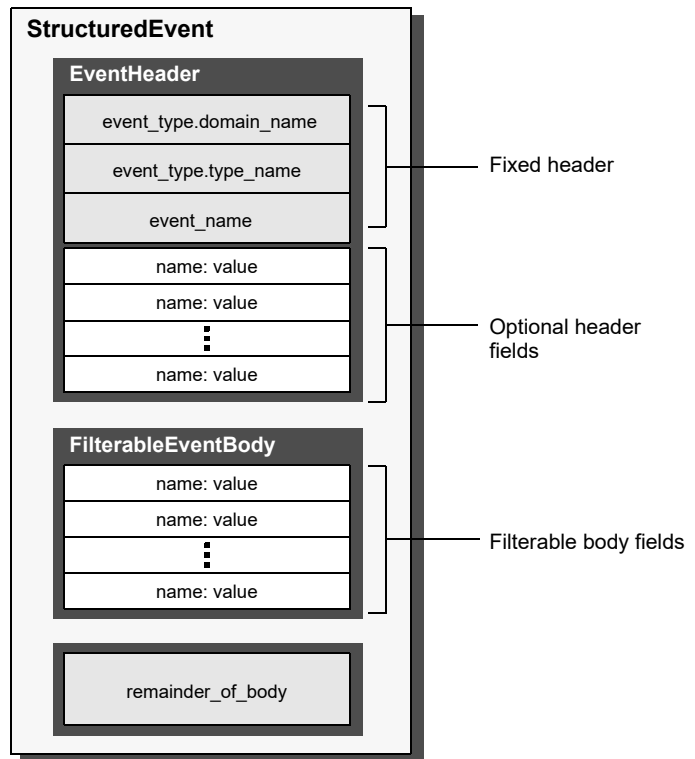 StructuredEvent
EventHeader
event_type.domain_name
event_type.type_name
event_name
Fixed header
name: value
name: value
name: value
Optional header
fields
FilterableEventBody
name: value
name: value
name: value
Filterable body fields
remainder_of_body